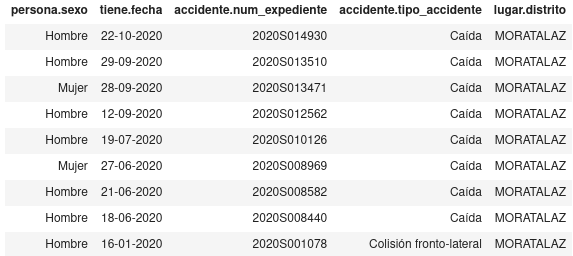 persona.sexo tiene.fecha accidente.num_expediente accidente.tipo_accidente lugar.distrito
Hombre 22-10-2020 2020S014930 Caída MORATALAZ
Hombre 29-09-2020 2020S013510 Caída MORATALAZ
Mujer 28-09-2020 2020S013471 Caída MORATALAZ
Hombre 12-09-2020 2020S012562 Caída MORATALAZ
Hombre 19-07-2020 2020S010126 Caída MORATALAZ
Mujer 27-06-2020 2020S008969 Caída MORATALAZ
Hombre 21-06-2020 2020S008582 Caída MORATALAZ
Hombre 18-06-2020 2020S008440 Caída MORATALAZ
Hombre 16-01-2020 2020S001078 Colisión fronto-lateral MORATALAZ